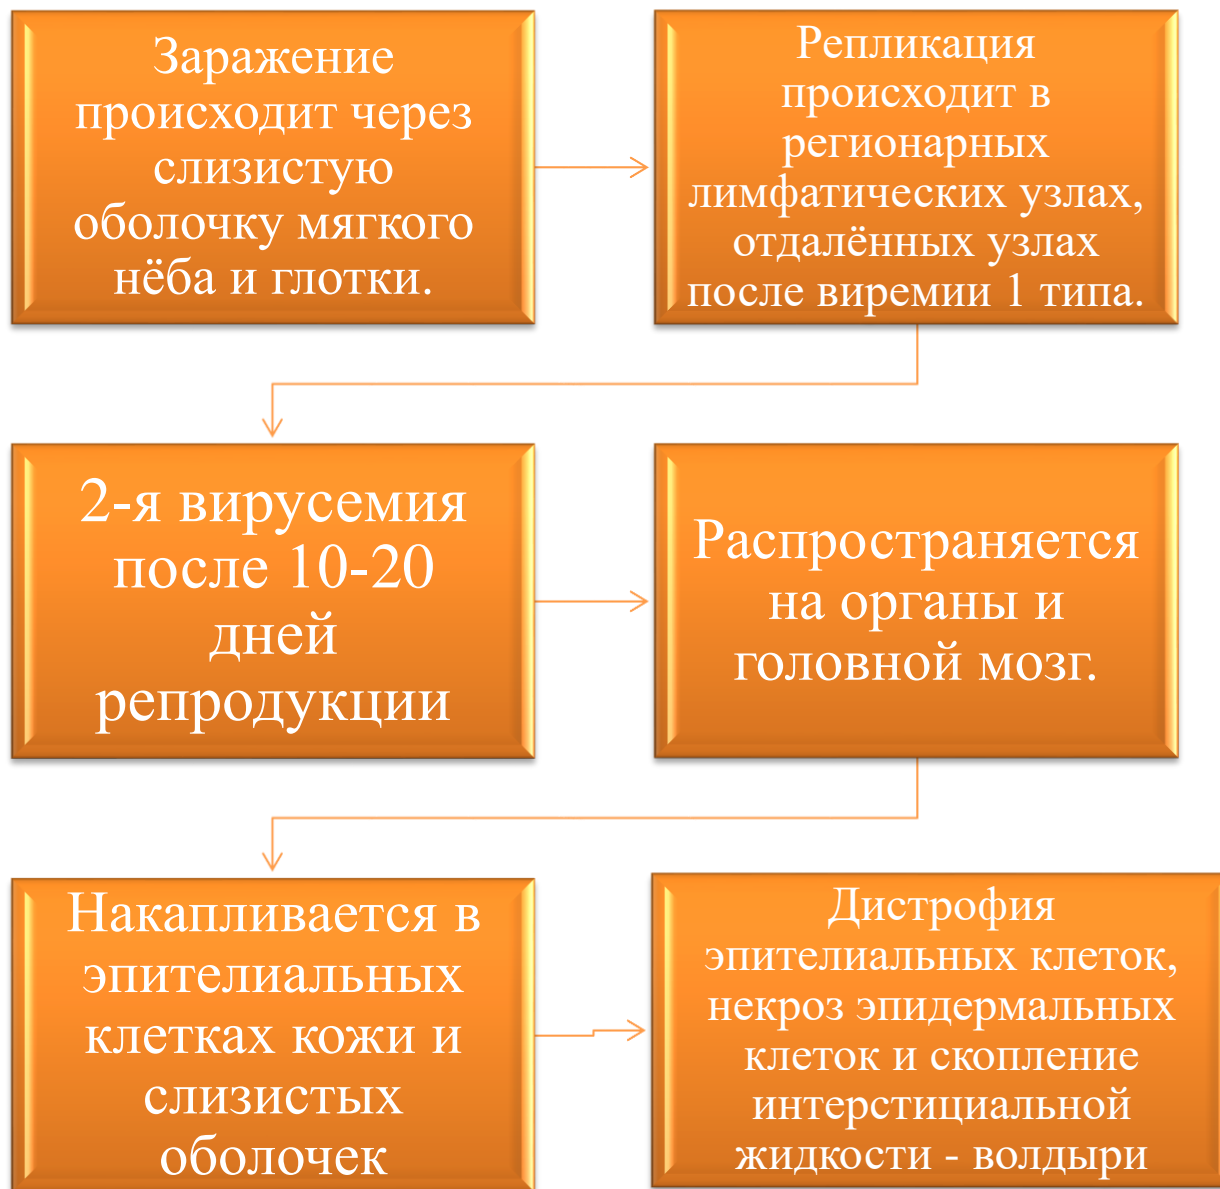 Заражение
происходит через
слизистую
оболочку мягкого
нёба и глотки.
Репликация
происходит в
регионарных
лимфатических узлах,
отдалённых узлах
после виремии 1 типа.
2-я вирусемия
после 10-20
дней
репродукции
Распространяется
на органы и
головной мозг.
Накапливается в
эпителиальных
клетках кожи и
слизистых
оболочек
Дистрофия
эпителиальных клеток,
некроз эпидермальных
клеток и скопление
интерстициальной
жидкости - волдыри